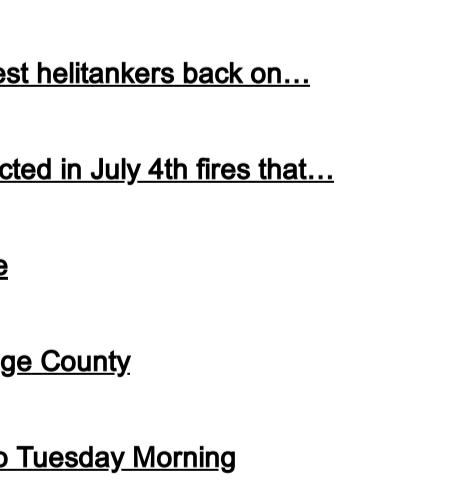 est helitankers back on…
cted in July 4th fires that…
e
ge County
o Tuesday Morning